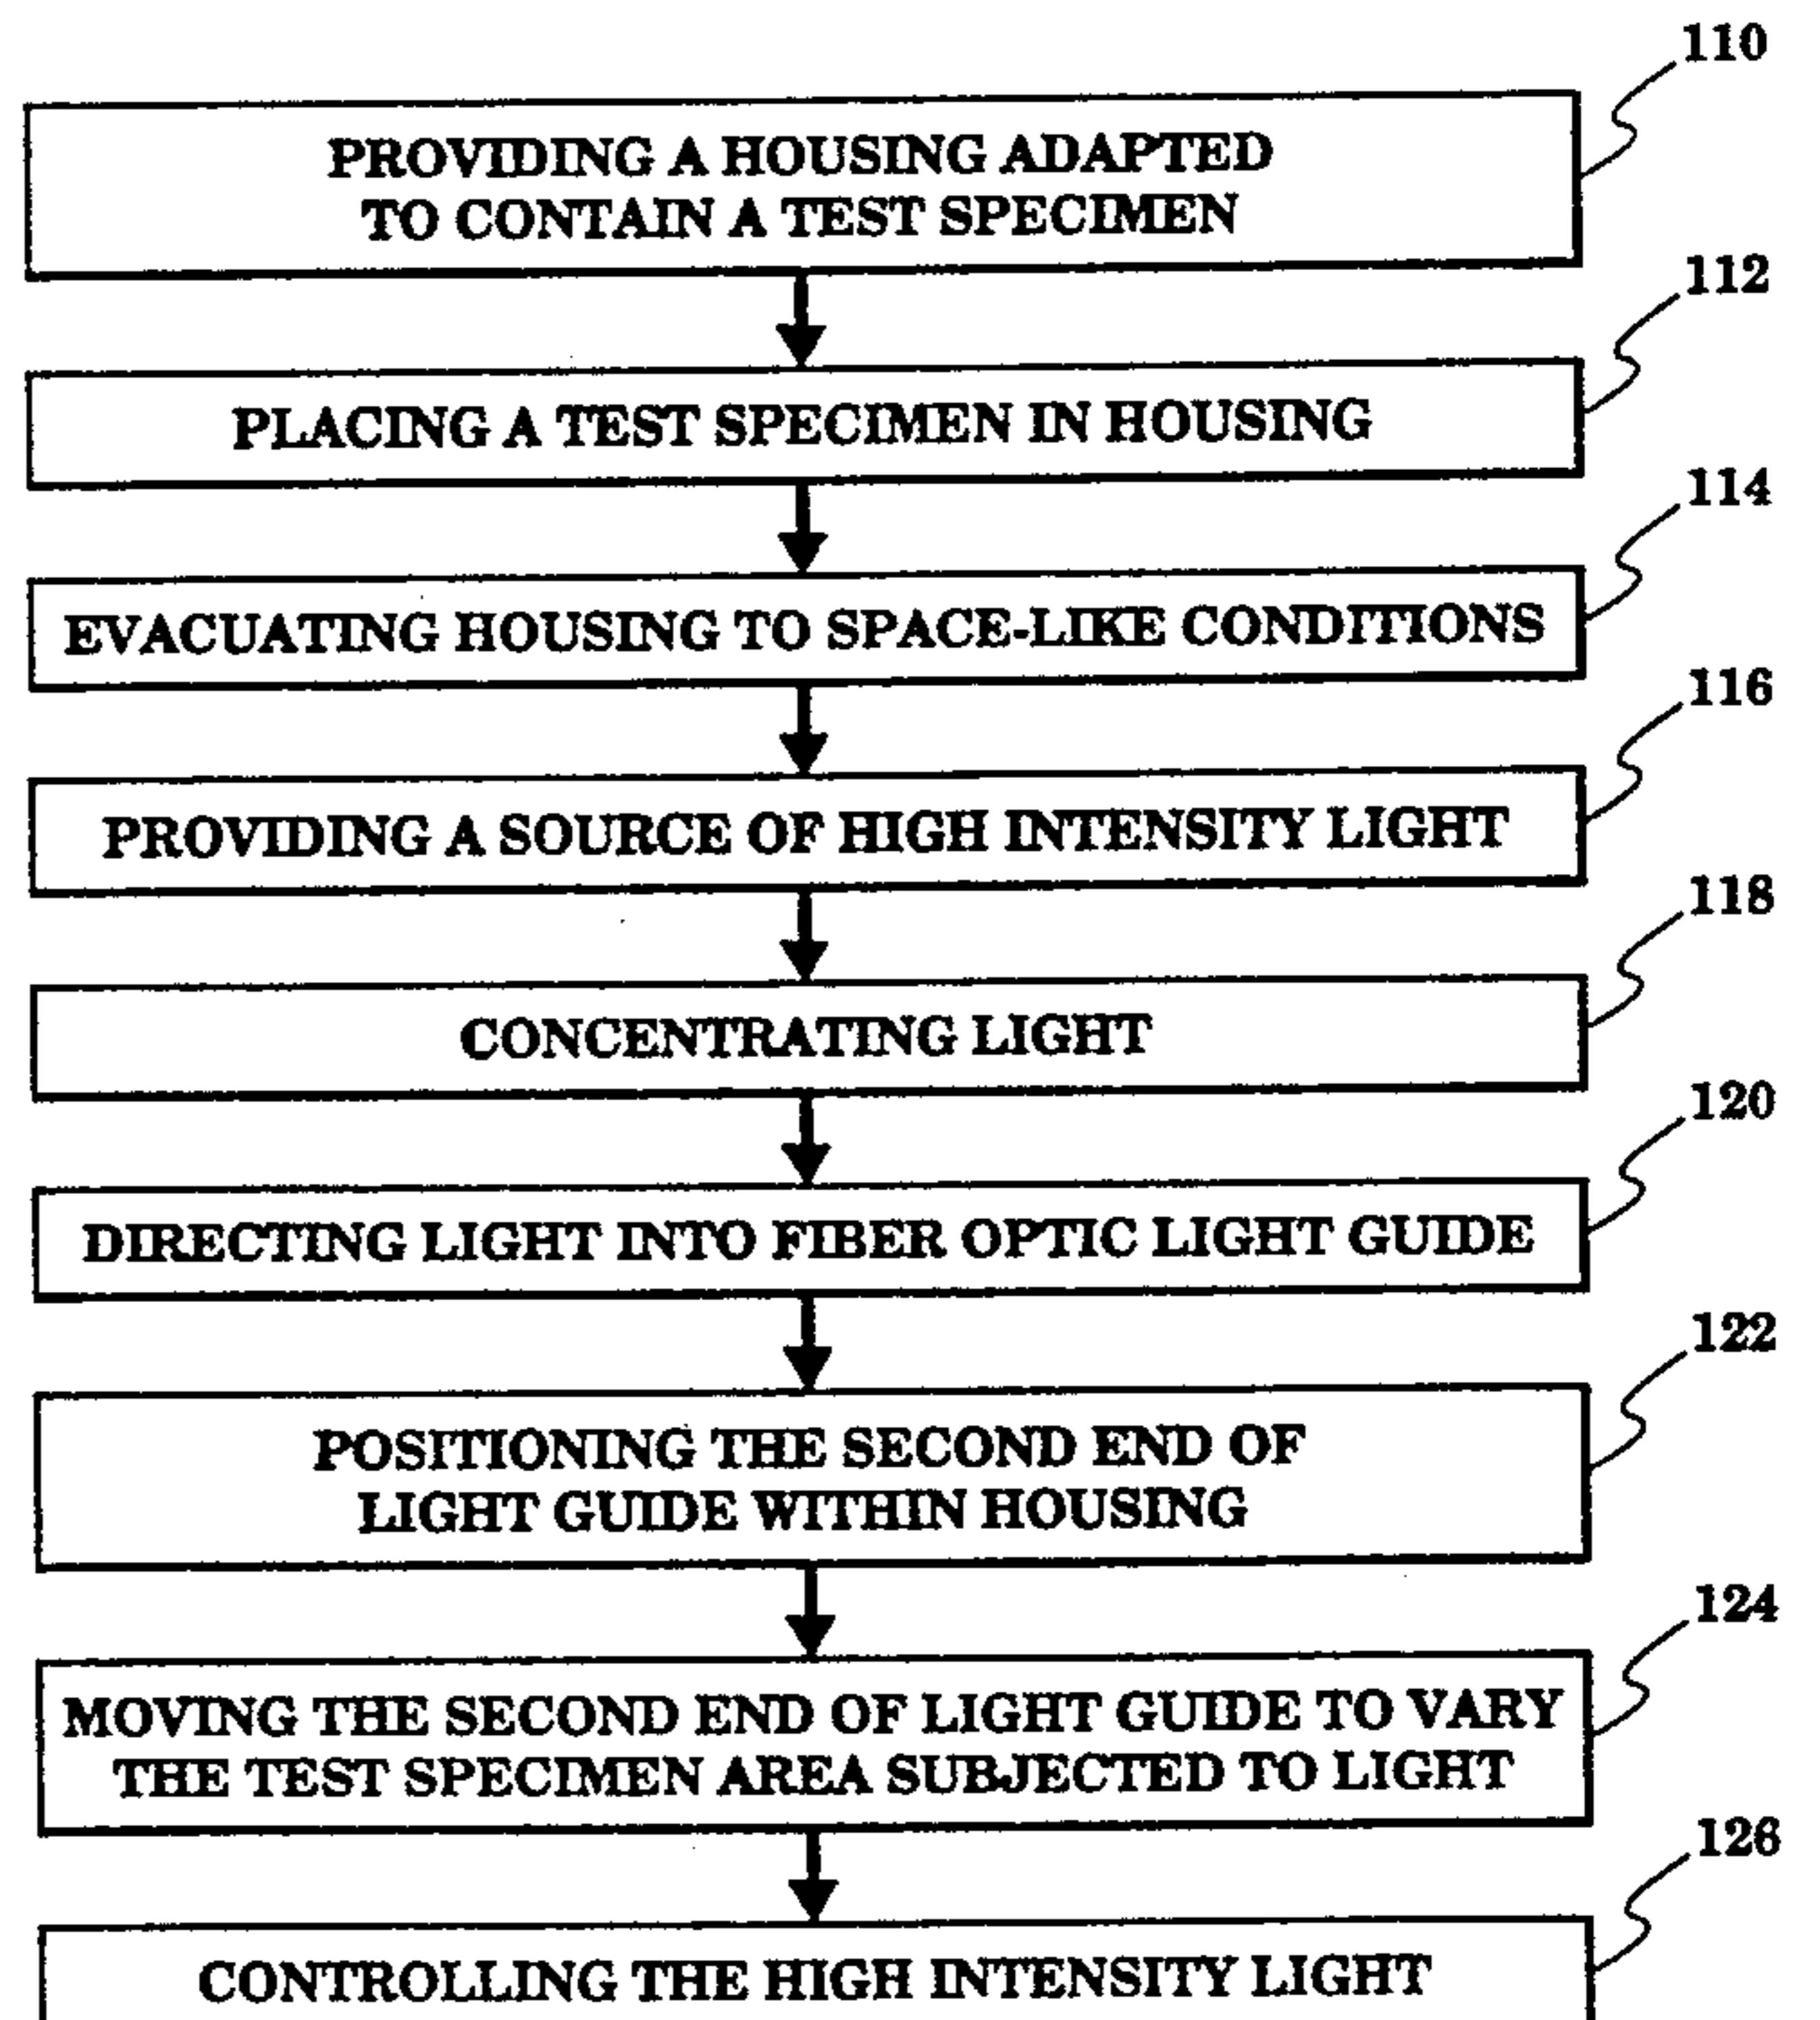 110
PROVIDING A HOUSING ADAPTED
TO CONTAIN A TEST SPECIMEN
112
PLACING A TEST SPECIMEN IN HOUSING
114
EVACUATING HOUSING TO SPACE-LIKE CONDITIONS
116
PROVIDING A SOURCE OF HIGH INTENSITY LIGHT
118
CONCENTRATING LIGHT
120
DIRECTING LIGHT INTO FIBER OPTIC LIGHT GUIDE
122
POSITIONING THE SECOND END OF
LIGHT GUIDE WITHIN HOUSING
124
MOVING THE SECOND END OF LIGHT GUIDE TO VARY
THE TEST SPECIMEN AREA SUBJECTED TO LIGHT
126
CONTROLLING THE HIGH INTENSITY LIGHT